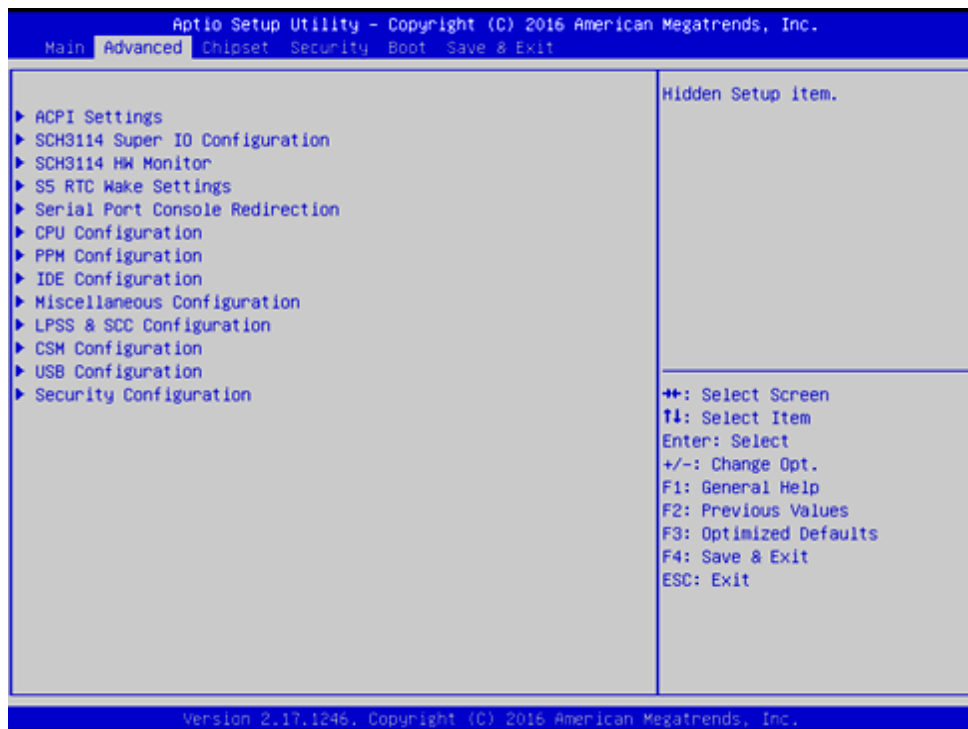 Aptio Setup Utility - Copyright (C) 2016 American Megatrends, Inc.
Main Advanced Chipset Security Boot Save & Exit
Hidden Setup item.
ACPI Settings
SCH3114 Super IO Configuration
SCH3114 HW Monitor
S5 RTC Wake Settings
Serial Port Console Redirection
CPU Configuration
PPM Configuration
IDE Configuration
Miscellaneous Configuration
LPSS & SCC Configuration
CSM Configuration
USB Configuration
Security Configuration
→←: Select Screen
↑↓: Select Item
Enter: Select
+/-: Change Opt.
F1: General Help
F2: Previous Values
F3: Optimized Defaults
F4: Save & Exit
ESC: Exit
Version 2.17.1246. Copyright (C) 2016 American Megatrends, Inc.